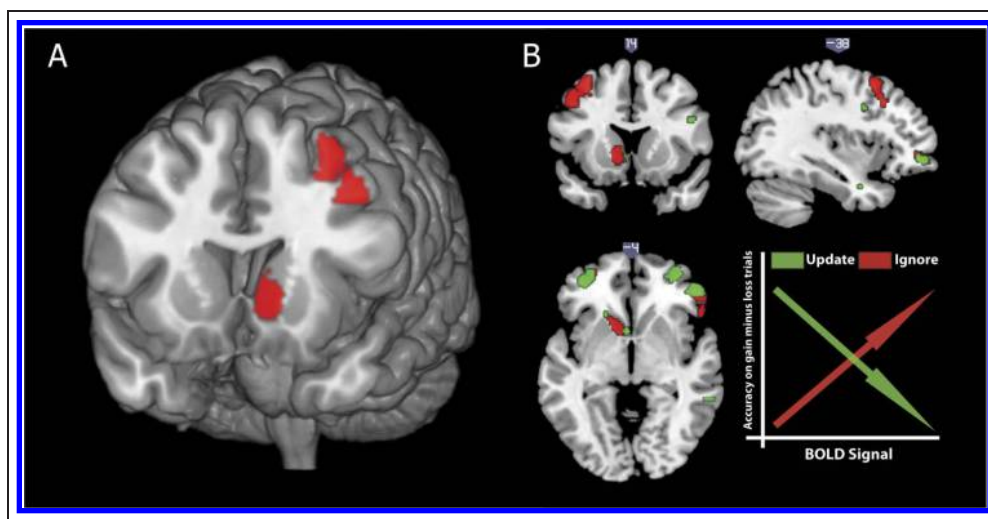 A
B
14
−38
−4
Update
Ignore
Accuracy on gain minus loss trials
BOLD Signal